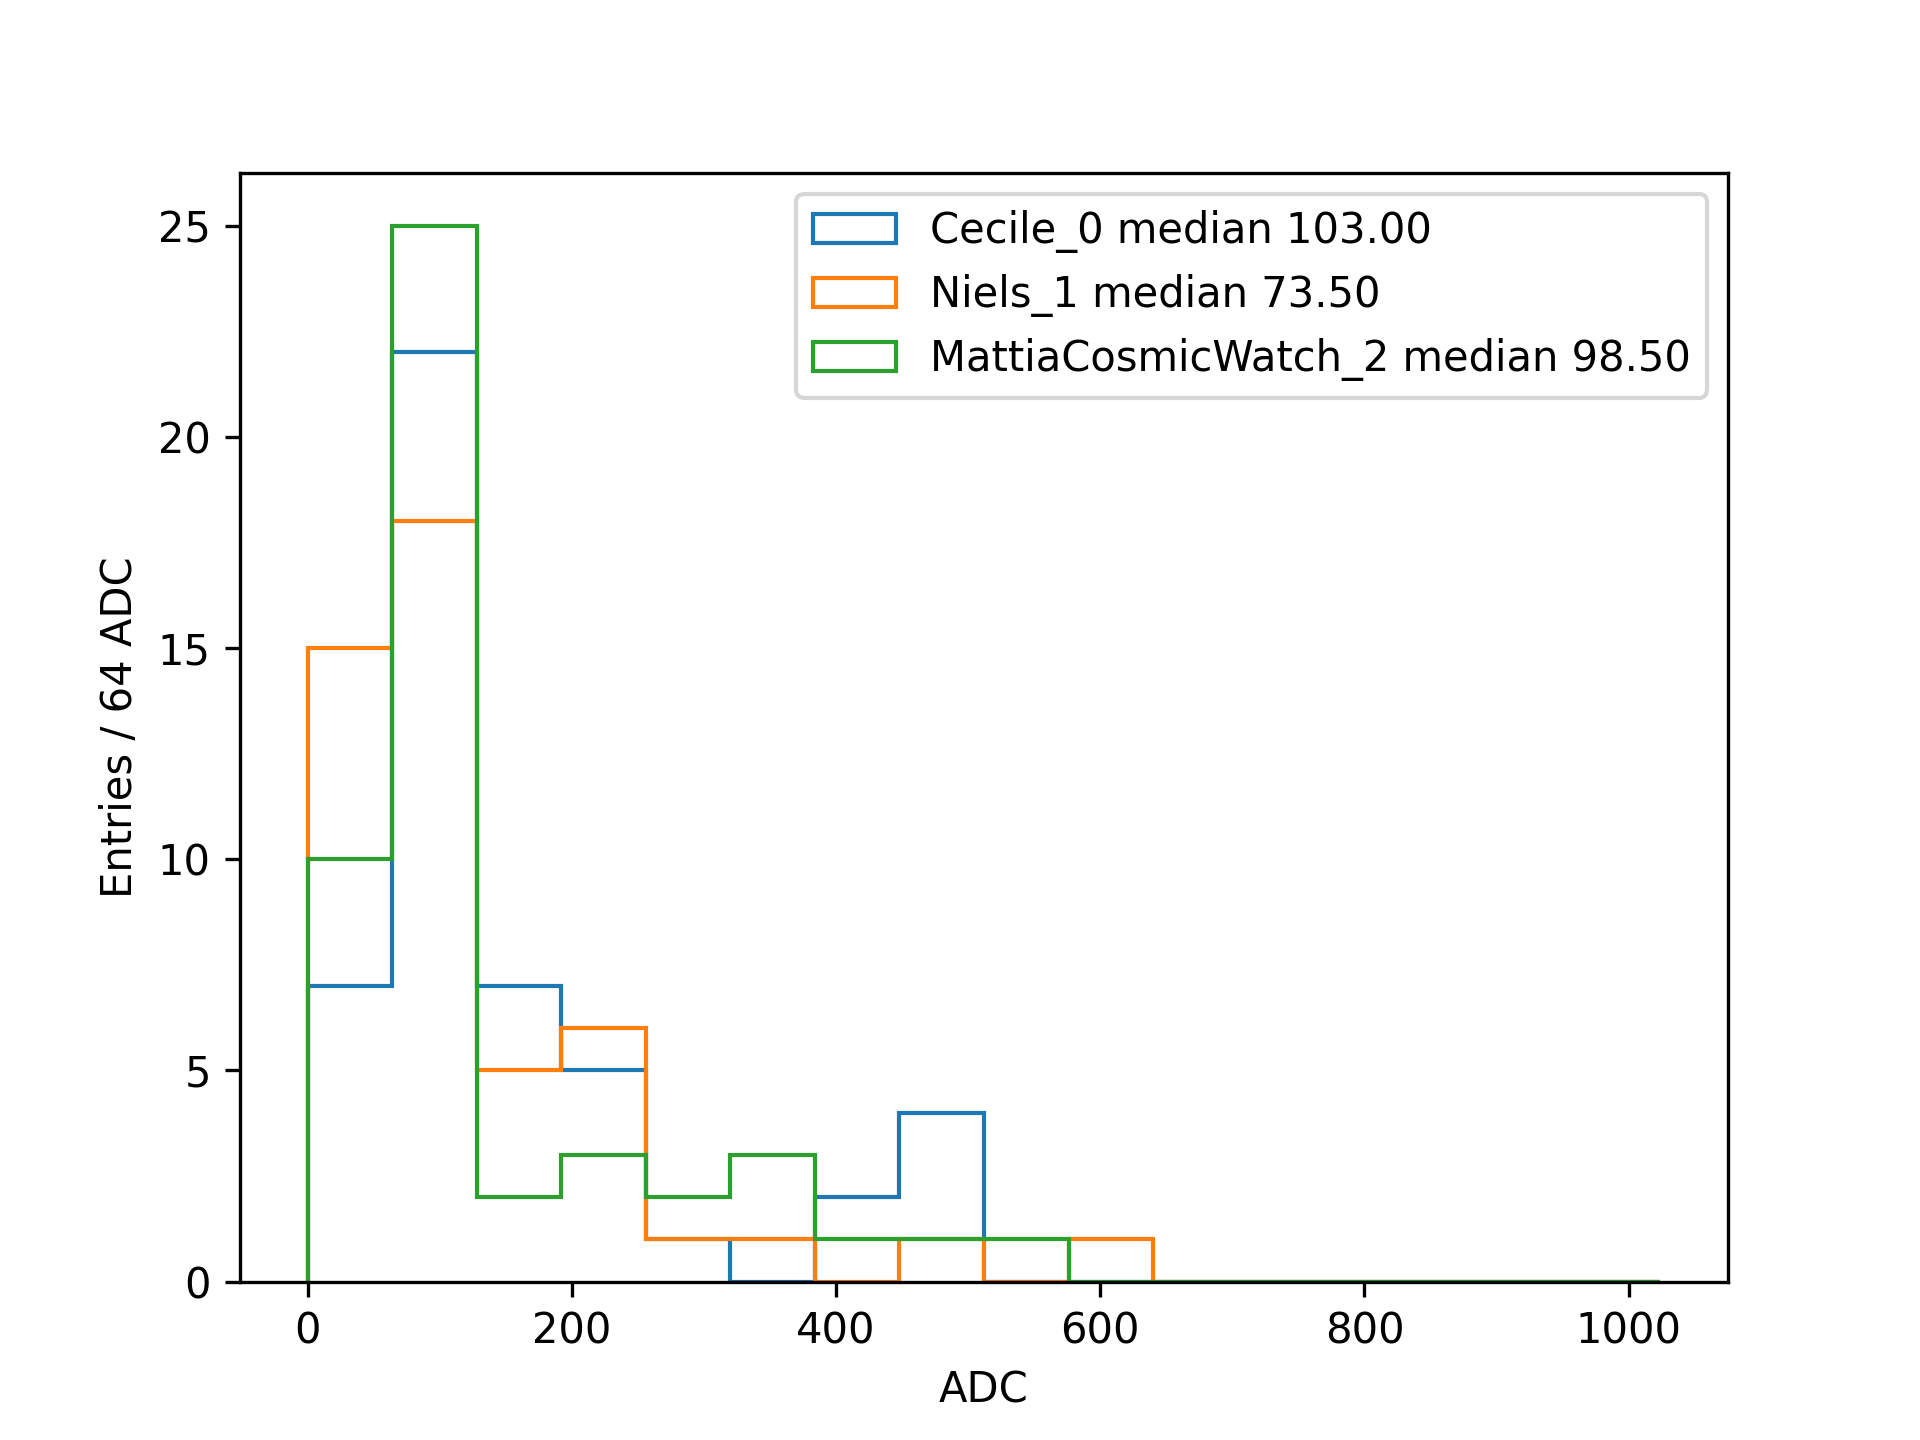 Cecile_0 median 103.00
Niels_1 median 73.50
MattiaCosmicWatch_2 median 98.50
Entries / 64 ADC
25
20
15
10
5
0
0 200 400 600 800 1000
ADC